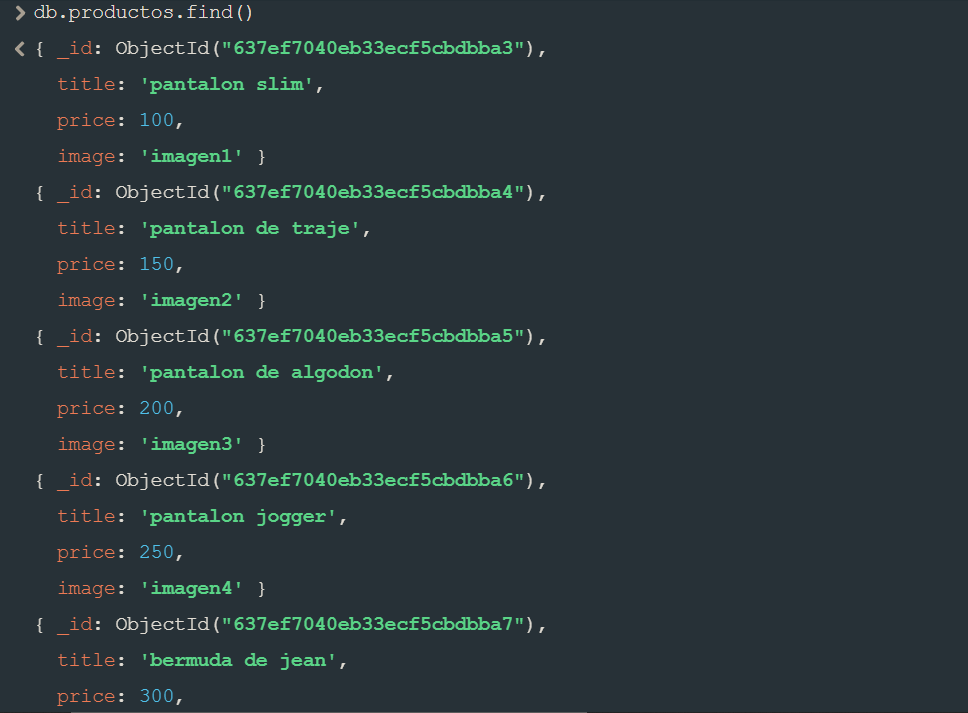 > db.productos.find()
< { _id: ObjectId("637ef7040eb33ecf5cbdbba3"),
title: 'pantalon slim',
price: 100,
image: 'imagen1' }
{ _id: ObjectId("637ef7040eb33ecf5cbdbba4"),
title: 'pantalon de traje',
price: 150,
image: 'imagen2' }
{ _id: ObjectId("637ef7040eb33ecf5cbdbba5"),
title: 'pantalon de algodon',
price: 200,
image: 'imagen3' }
{ _id: ObjectId("637ef7040eb33ecf5cbdbba6"),
title: 'pantalon jogger',
price: 250,
image: 'imagen4' }
{ _id: ObjectId("637ef7040eb33ecf5cbdbba7"),
title: 'bermuda de jean',
price: 300,